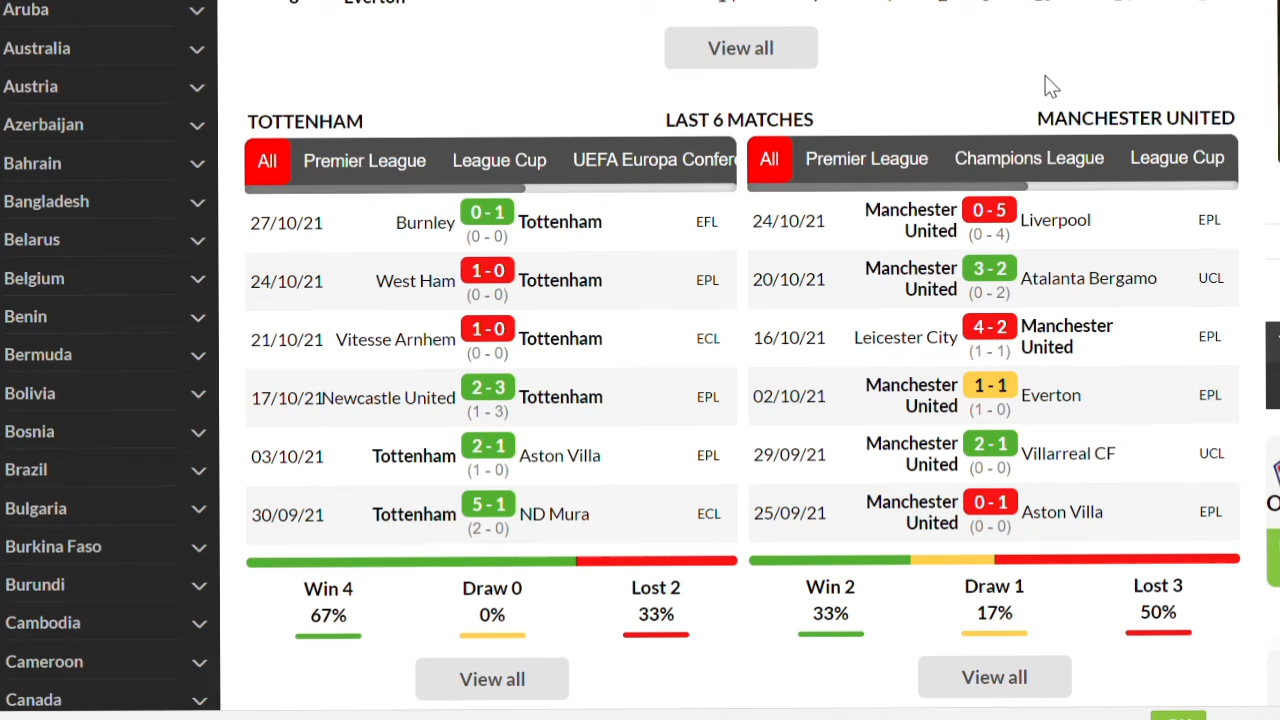 Aruba
Australia
Austria
Azerbaijan
Bahrain
Bangladesh
Belarus
Belgium
Benin
Bermuda
Bolivia
Bosnia
Brazil
Bulgaria
Burkina Faso
Burundi
Cambodia
Cameroon
Canada
Everton
View all
TOTTENHAM LAST 6 MATCHES MANCHESTER UNITED
All Premier League League Cup UEFA Europa Confer
27/10/21 Burnley 0 - 1 Tottenham EFL
(0 - 0)
24/10/21 West Ham 1 - 0 Tottenham EPL
(0 - 0)
21/10/21 Vitesse Arnhem 1 - 0 Tottenham ECL
(0 - 0)
17/10/21 Newcastle United 2 - 3 Tottenham EPL
(1 - 3)
03/10/21 Tottenham 2 - 1 Aston Villa EPL
(1 - 0)
30/09/21 Tottenham 5 - 1 ND Mura ECL
(2 - 0)
Win 4 Draw 0 Lost 2
67% 0% 33%
View all
All Premier League Champions League League Cup
24/10/21 Manchester United 0 - 5 Liverpool EPL
(0 - 4)
20/10/21 Manchester United 3 - 2 Atalanta Bergamo UCL
(0 - 2)
16/10/21 Leicester City 4 - 2 Manchester United EPL
(1 - 1)
02/10/21 Manchester United 1 - 1 Everton EPL
(1 - 0)
29/09/21 Manchester United 2 - 1 Villarreal CF UCL
(0 - 0)
25/09/21 Manchester United 0 - 1 Aston Villa EPL
(0 - 0)
Win 2 Draw 1 Lost 3
33% 17% 50%
View all